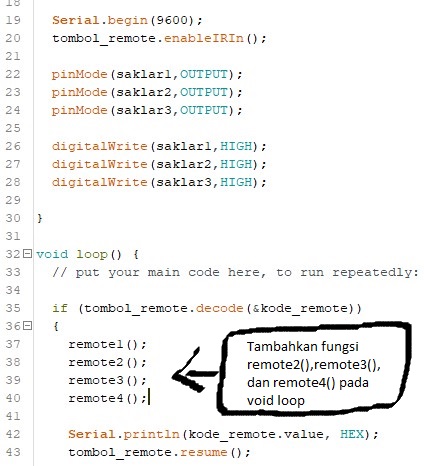 18
19 Serial.begin(9600);
20 tombol_remote.enableIRIn();
21
22 pinMode(saklar1,OUTPUT);
23 pinMode(saklar2,OUTPUT);
24 pinMode(saklar3,OUTPUT);
25
26 digitalWrite(saklar1,HIGH);
27 digitalWrite(saklar2,HIGH);
28 digitalWrite(saklar3,HIGH);
29
30 }
31
32 void loop() {
33 // put your main code here, to run repeatedly:
34
35 if (tombol_remote.decode(&kode_remote))
36 {
37 remote1();
38 remote2();
39 remote3();
40 remote4();
Tambahkan fungsi
remote2(),remote3(),
dan remote4() pada
void loop
42 Serial.println(kode_remote.value, HEX);
43 tombol_remote.resume();